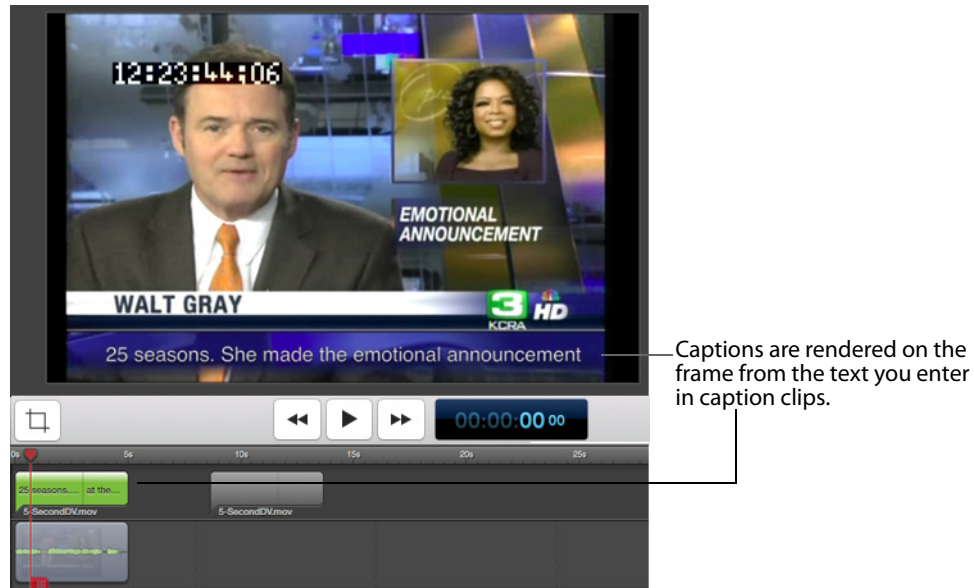 12:23:44;06
EMOTIONAL
ANNOUNCEMENT
WALT GRAY
3
HD
KCRA
25 seasons. She made the emotional announcement
Captions are rendered on the
frame from the text you enter
in caption clips.
00:00:00 00
0s 5s 10s 15s 20s 25s
25 seasons.... at the...
5-SecondDV.mov 5-SecondDV.mov